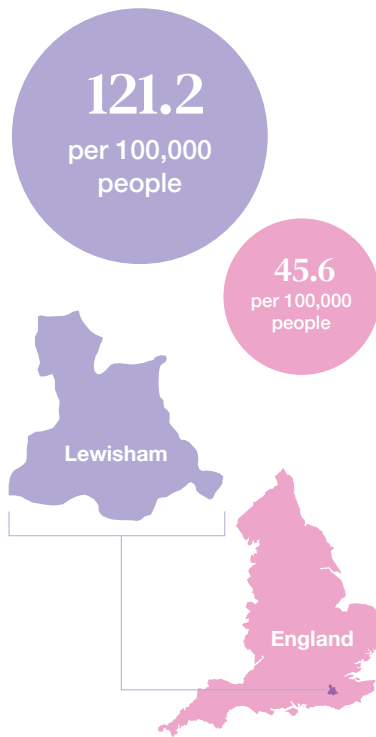 121.2
per 100,000
people
45.6
per 100,000
people
Lewisham
England